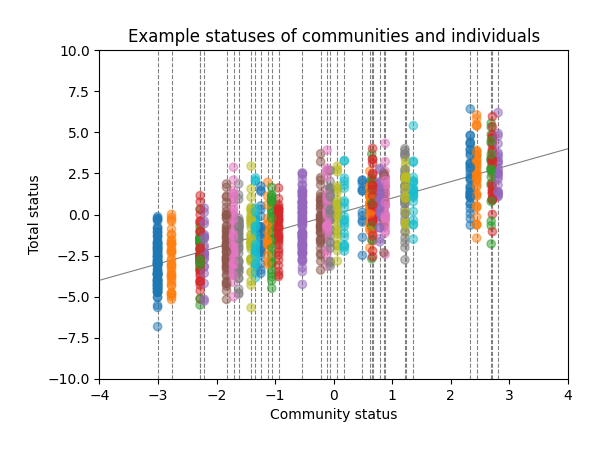 Example statuses of communities and individuals
10.0
7.5
5.0
2.5
0.0
−2.5
−5.0
−7.5
−10.0
Total status
−4 −3 −2 −1 0 1 2 3 4
Community status